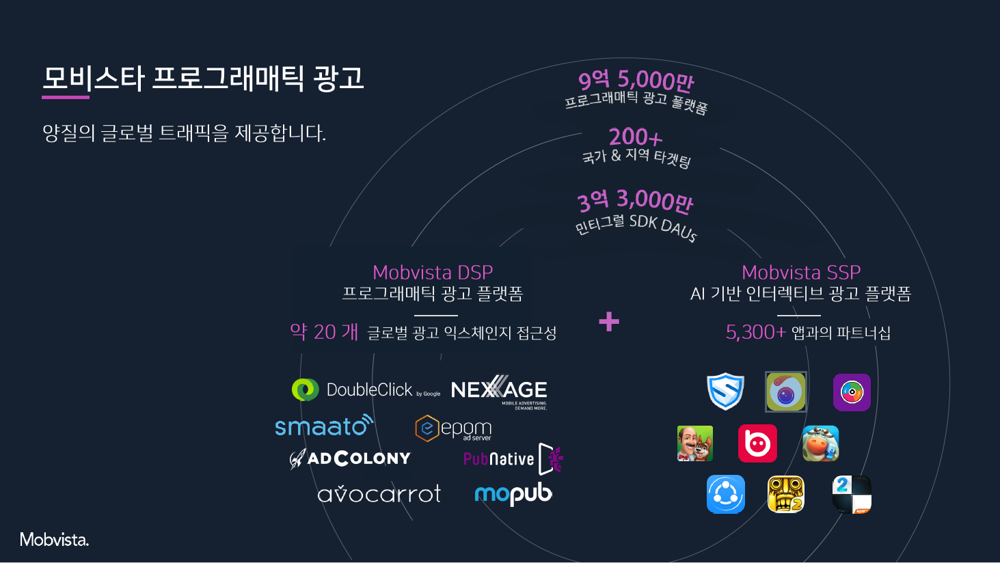 모비스타 프로그래매틱 광고
양질의 글로벌 트래픽을 제공합니다.
9억 5,000만
프로그래매틱 광고 플랫폼
200+
국가 & 지역 타겟팅
3억 3,000만
민티그럴 SDK DAUs
Mobvista DSP
프로그래매틱 광고 플랫폼
약 20 개 글로벌 광고 익스체인지 접근성
+
Mobvista SSP
AI 기반 인터렉티브 광고 플랫폼
5,300+ 앱과의 파트너십
DoubleClick by Google
NEXAGE
MOBILE ADVERTISING.
DEMAND MORE.
smaato
epom
ad server
ADCOLONY
PubNative
avocarrot
mopub
2
2
Mobvista.